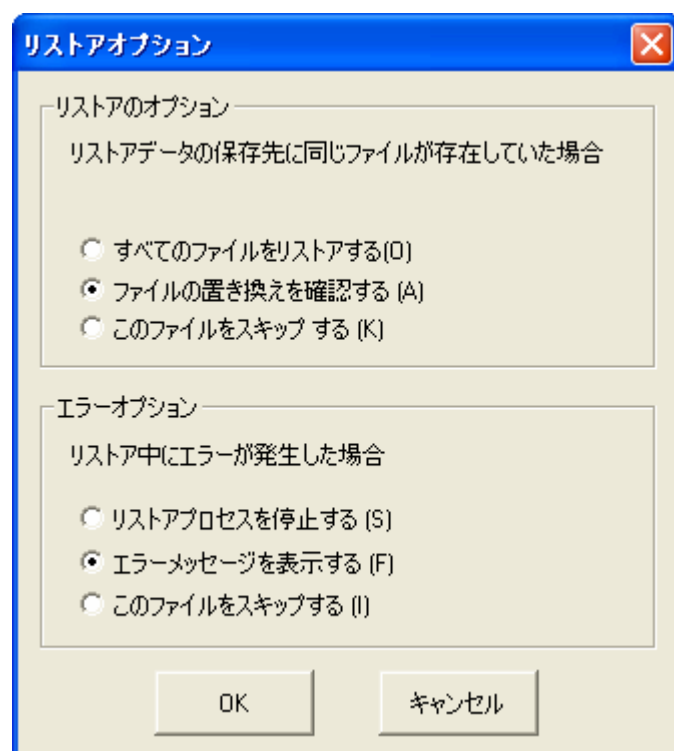 リストアオプション
リストアのオプション
リストアデータの保存先に同じファイルが存在していた場合
すべてのファイルをリストアする(O)
ファイルの置き換えを確認する (A)
このファイルをスキップ する (K)
エラーオプション
リストア中にエラーが発生した場合
リストアプロセスを停止する (S)
エラーメッセージを表示する (F)
このファイルをスキップする (I)
OK
キャンセル